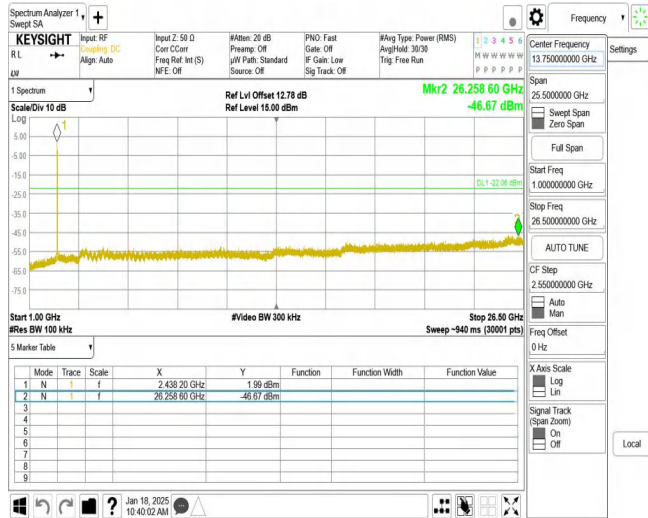 Spectrum Analyzer 1
Swept SA
KEYSIGHT
RL
Input: RF
Coupling: DC
Align: Auto
Input Z: 50 Ω
Corr CCorr
Freq Ref: Int (S)
NFE: Off
#Atten: 20 dB
Preamp: Off
µW Path: Standard
Source: Off
PNO: Fast
Gate: Off
IF Gain: Low
Sig Track: Off
#Avg Type: Power (RMS)
Avg|Hold: 30/30
Trig: Free Run
1 2 3 4 5 6
M W W W W W
P P P P P P
1 Spectrum
Scale/Div 10 dB
Ref Lvl Offset 12.78 dB
Ref Level 15.00 dBm
Mkr2 26.258 60 GHz
-46.67 dBm
Log
5.00
-5.00
-15.0
-25.0
-35.0
-45.0
-55.0
-65.0
-75.0
1
DL1 -22.06 dBm
Start 1.00 GHz
#Res BW 100 kHz
#Video BW 300 kHz
Stop 26.50 GHz
Sweep ~940 ms (30001 pts)
5 Marker Table
Mode Trace Scale X Y Function Function Width Function Value
1 N 1 f 2.438 20 GHz 1.99 dBm
2 N 1 f 26.258 60 GHz -46.67 dBm
3
4
5
6
7
8
9
Jan 18, 2025
10:40:02 AM
Frequency
Settings
Center Frequency
13.750000000 GHz
Span
25.5000000 GHz
Swept Span
Zero Span
Full Span
Start Freq
1.000000000 GHz
Stop Freq
26.500000000 GHz
AUTO TUNE
CF Step
2.550000000 GHz
Auto
Man
Freq Offset
0 Hz
X Axis Scale
Log
Lin
Signal Track
(Span Zoom)
On
Off
Local